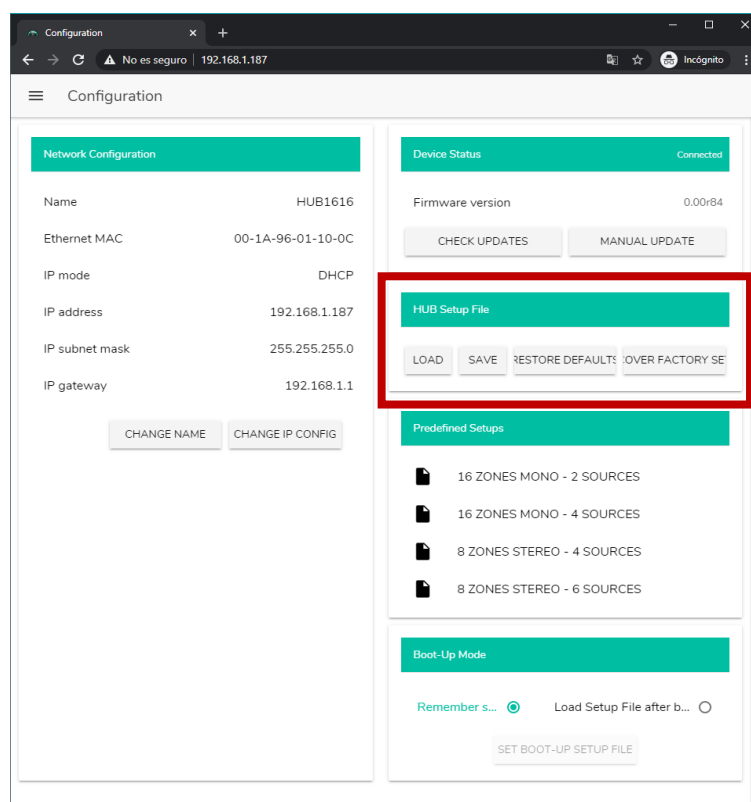 Configuration
No es seguro | 192.168.1.187
Incógnito
Configuration
Network Configuration
Name HUB1616
Ethernet MAC 00-1A-96-01-10-0C
IP mode DHCP
IP address 192.168.1.187
IP subnet mask 255.255.255.0
IP gateway 192.168.1.1
CHANGE NAME CHANGE IP CONFIG
Device Status Connected
Firmware version 0.00r84
CHECK UPDATES MANUAL UPDATE
HUB Setup File
LOAD SAVE RESTORE DEFAULTS COVER FACTORY SE
Predefined Setups
16 ZONES MONO - 2 SOURCES
16 ZONES MONO - 4 SOURCES
8 ZONES STEREO - 4 SOURCES
8 ZONES STEREO - 6 SOURCES
Boot-Up Mode
Remember s... Load Setup File after b...
SET BOOT-UP SETUP FILE